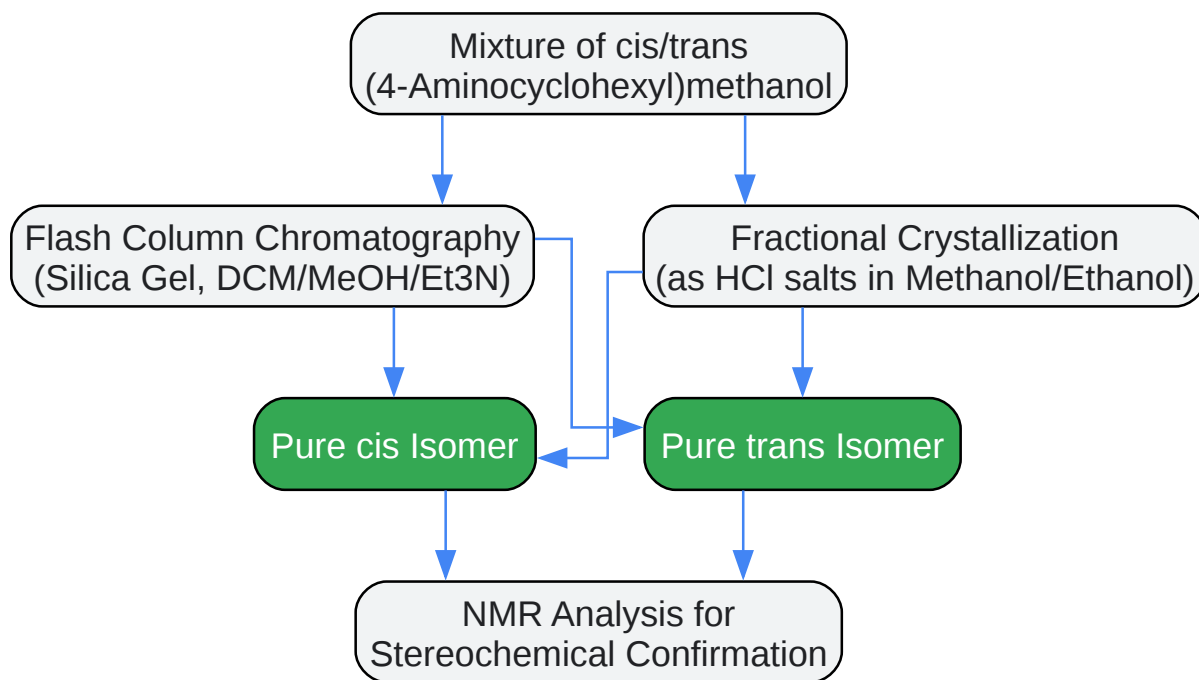 Mixture of cis/trans
(4-Aminocyclohexyl)methanol
Flash Column Chromatography
(Silica Gel, DCM/MeOH/Et3N)
Fractional Crystallization
(as HCl salts in Methanol/Ethanol)
Pure cis Isomer
Pure trans Isomer
NMR Analysis for
Stereochemical Confirmation